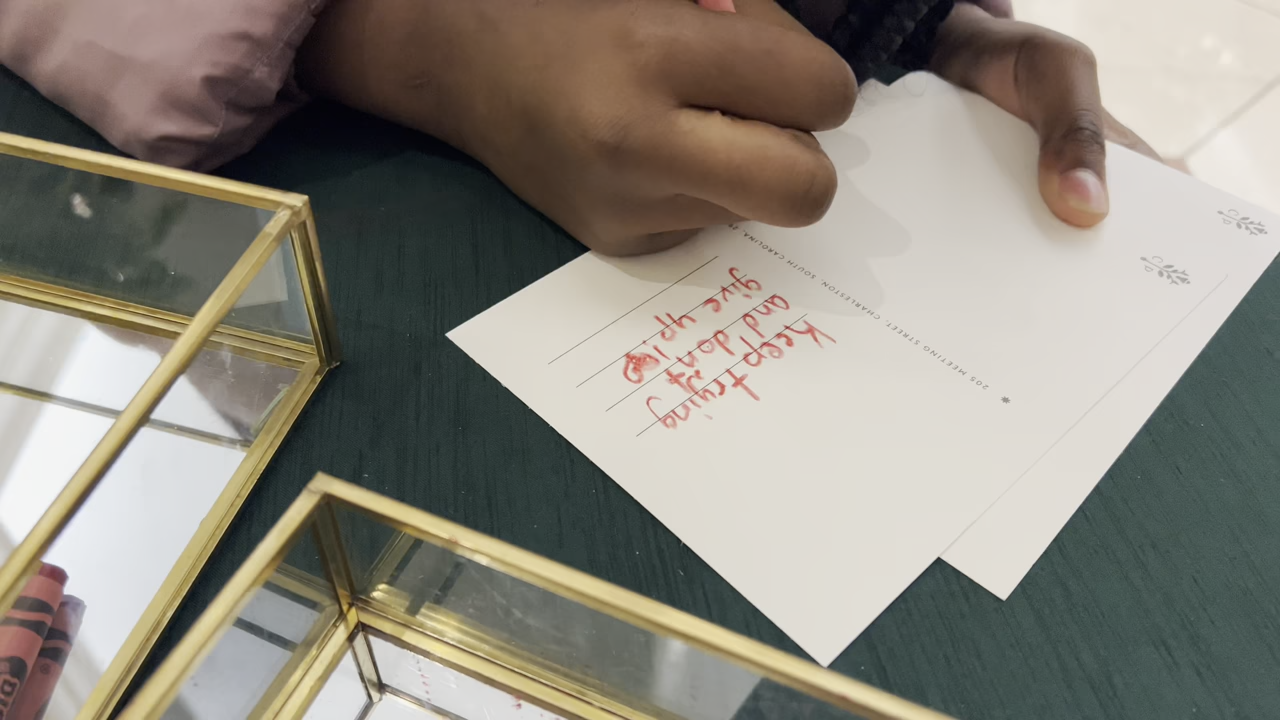 Keep trying
and don't
give up!
205 MEETING STREET, CHARLESTON, SOUTH CAROLINA,
C D
C D